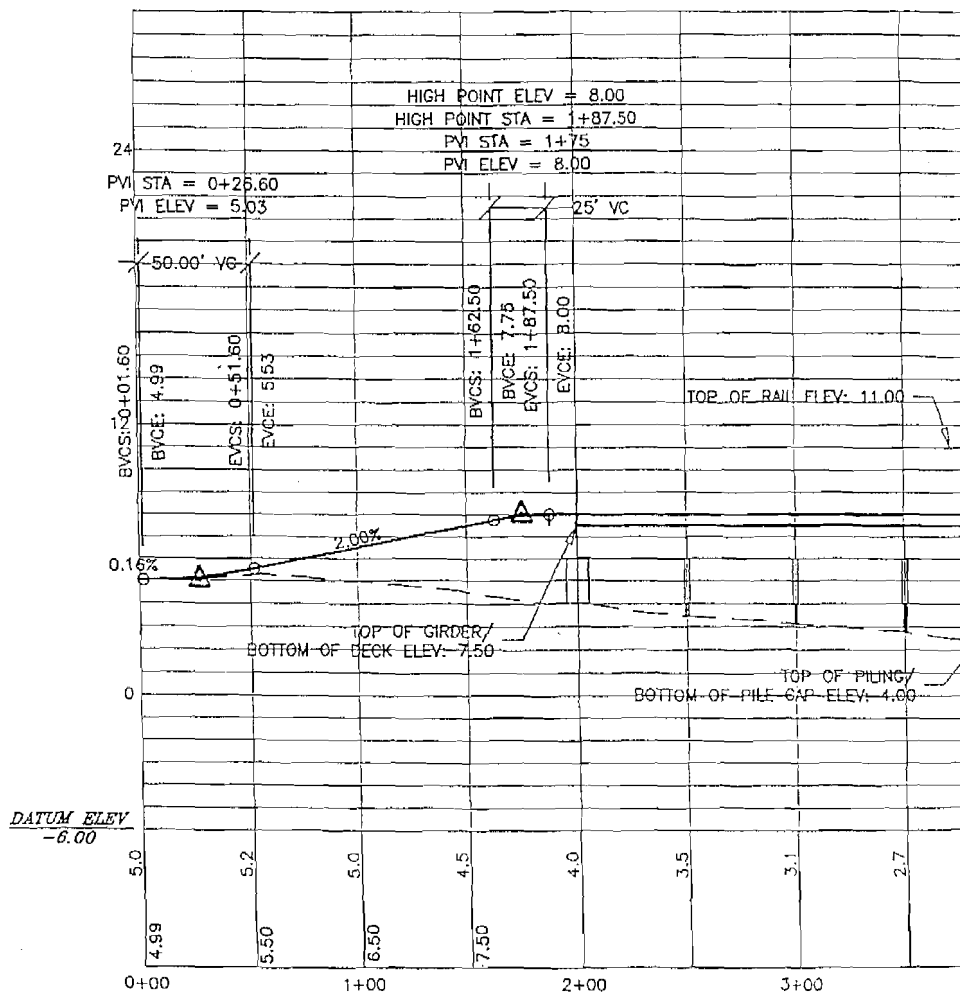 HIGH POINT ELEV = 8.00
HIGH POINT STA = 1+87.50
PVI STA = 1+75
PVI ELEV = 8.00
24
PVI STA = 0+26.60
PVI ELEV = 5.03
25' VC
50.00' VC
BVCS: 0+01.60
BVCE: 4.99
EVCS: 0+51.60
EVCE: 5.53
BVCS: 1+62.50
BVCE: 7.75
EVCS: 1+87.50
EVCE: 8.00
TOP OF RAIL ELEV: 11.00
12
2.00%
0.16%
TOP OF GIRDER/
BOTTOM OF DECK ELEV: 7.50
TOP OF PILING/
BOTTOM OF PILE CAP ELEV: 4.00
0
DATUM ELEV
-6.00
5.0
5.2
5.0
4.5
4.0
3.5
3.1
2.7
4.99
5.50
6.50
7.50
0+00
1+00
2+00
3+00